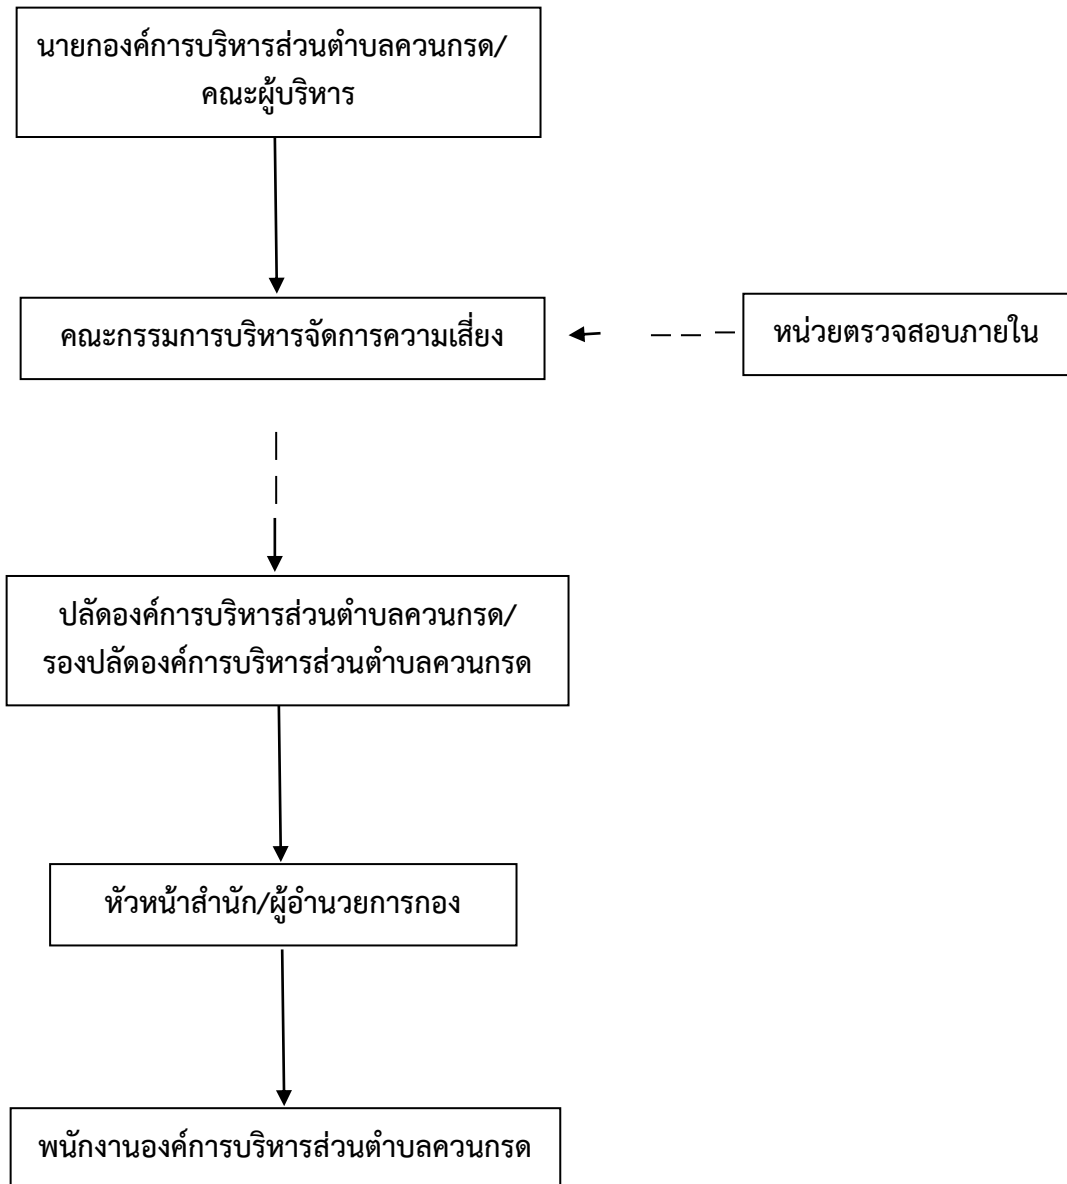 นายกองค์การบริหารส่วนตำบลควนกรด/
คณะผู้บริหาร
คณะกรรมการบริหารจัดการความเสี่ยง
หน่วยตรวจสอบภายใน
ปลัดองค์การบริหารส่วนตำบลควนกรด/
รองปลัดองค์การบริหารส่วนตำบลควนกรด
หัวหน้าสำนัก/ผู้อำนวยการกอง
พนักงานองค์การบริหารส่วนตำบลควนกรด